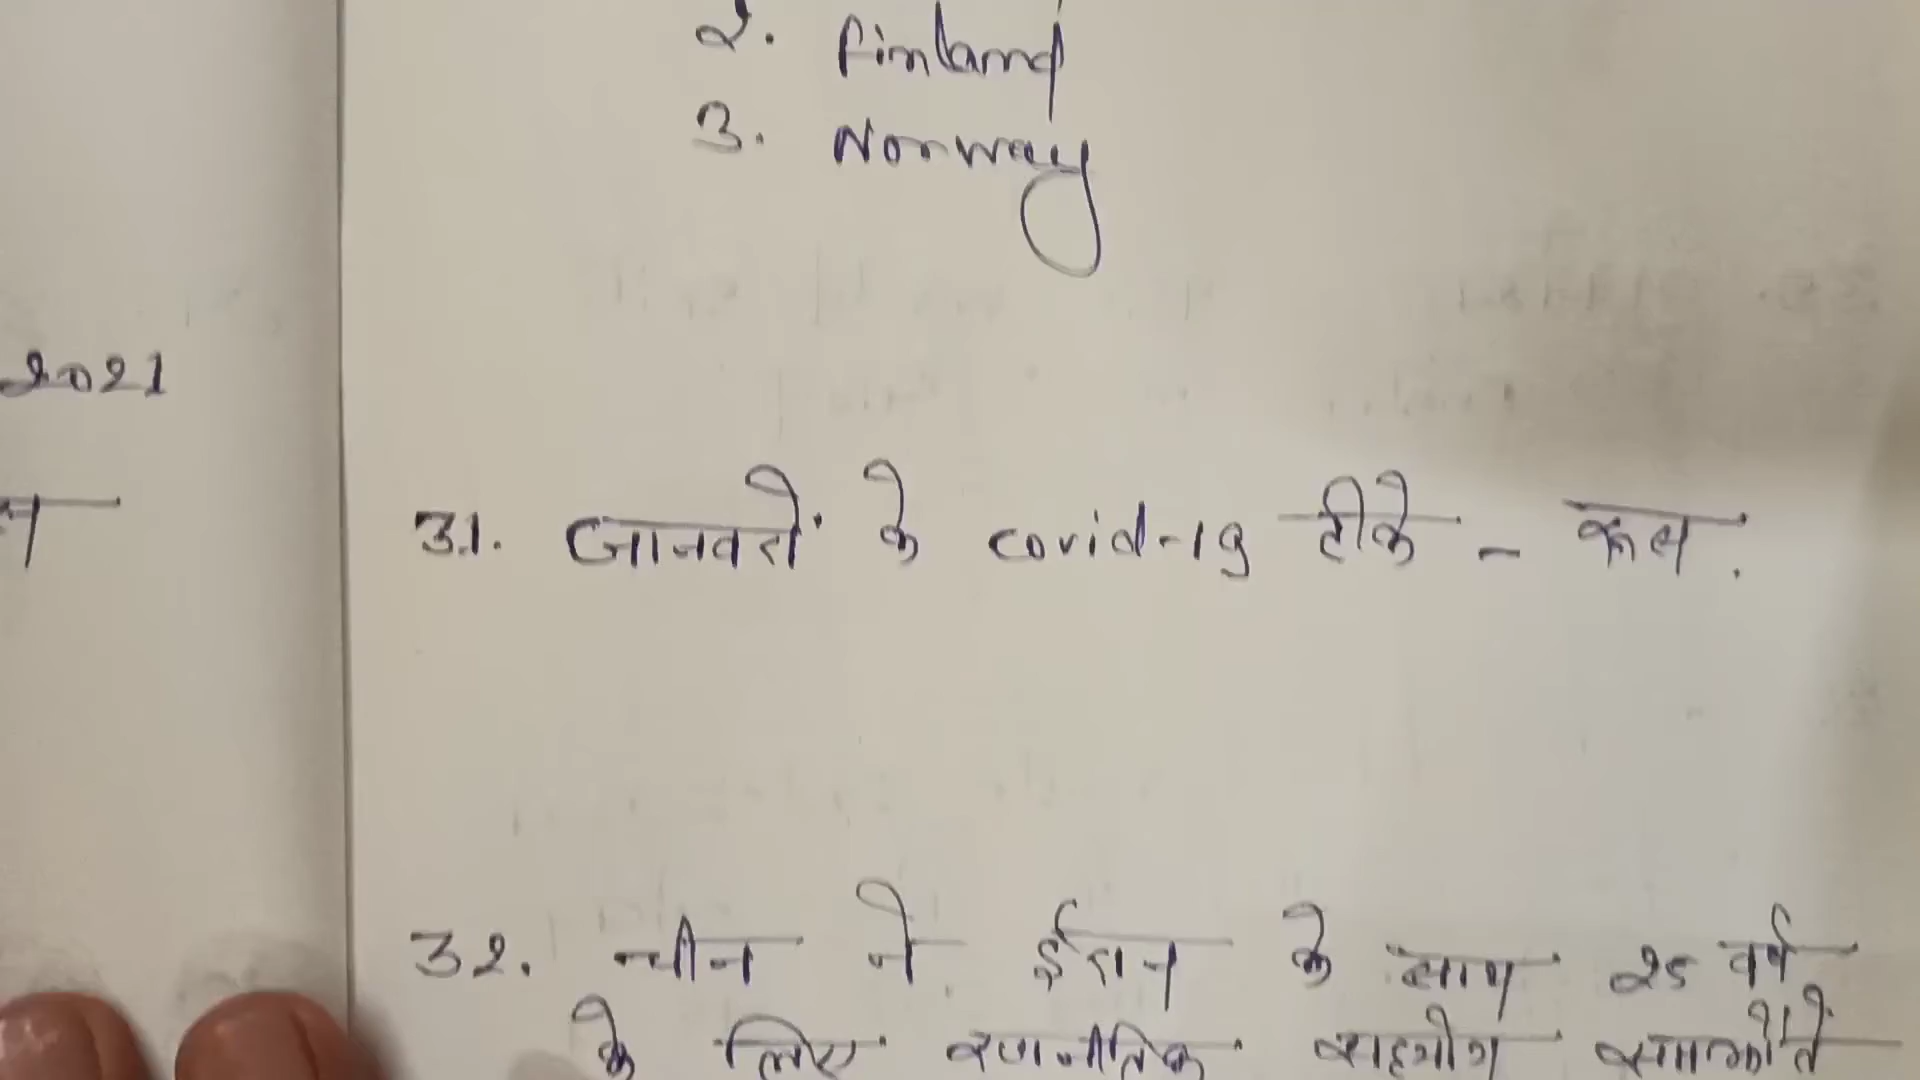 2. Finland
3. Norway
2021
31. जानवरों के covid-19 टीके - रूस.
32. चीन ने ईरान के साथ 25 वर्ष
के लिए रणनीतिक सहयोग समझौते